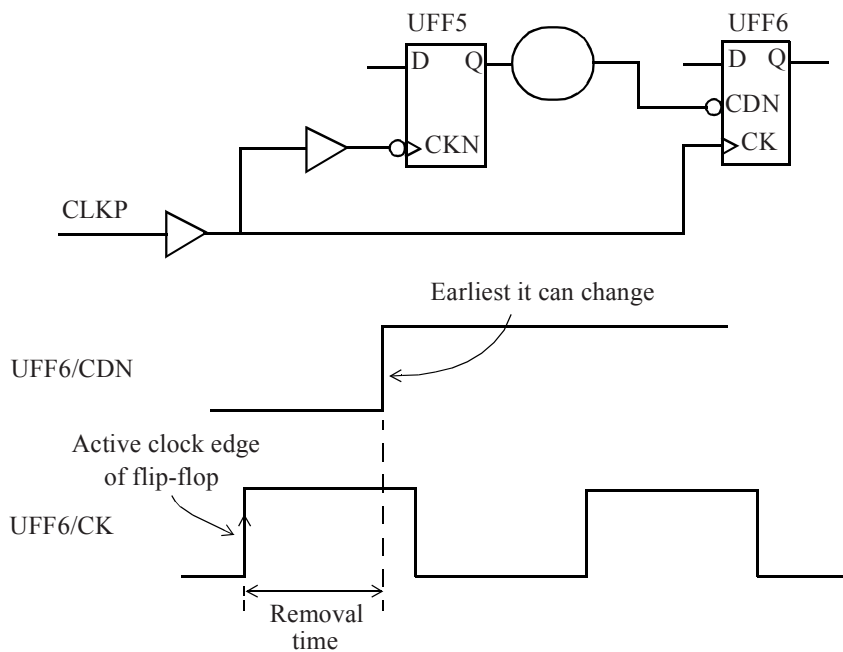 UFF5
UFF6
D Q
D Q
CDN
CKN
CK
CLKP
Earliest it can change
UFF6/CDN
Active clock edge
of flip-flop
UFF6/CK
Removal
time